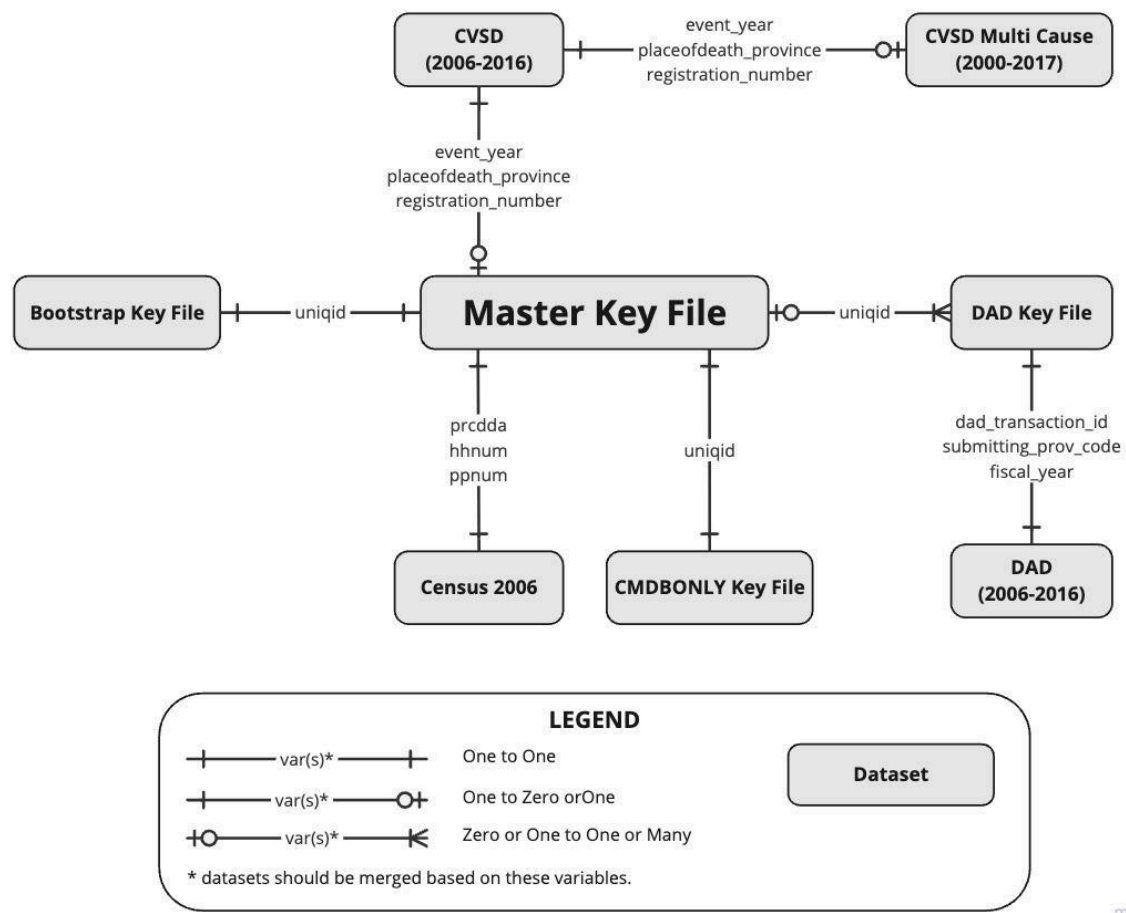 CVSD
(2006-2016)
event_year
placeofdeath_province
registration_number
CVSD Multi Cause
(2000-2017)
event_year
placeofdeath_province
registration_number
Bootstrap Key File
uniqid
Master Key File
uniqid
DAD Key File
prcdda
hhnum
ppnum
uniqid
dad_transaction_id
submitting_prov_code
fiscal_year
Census 2006
CMDBONLY Key File
DAD
(2006-2016)
LEGEND
var(s)*
One to One
var(s)*
One to Zero orOne
var(s)*
Zero or One to One or Many
Dataset
* datasets should be merged based on these variables.